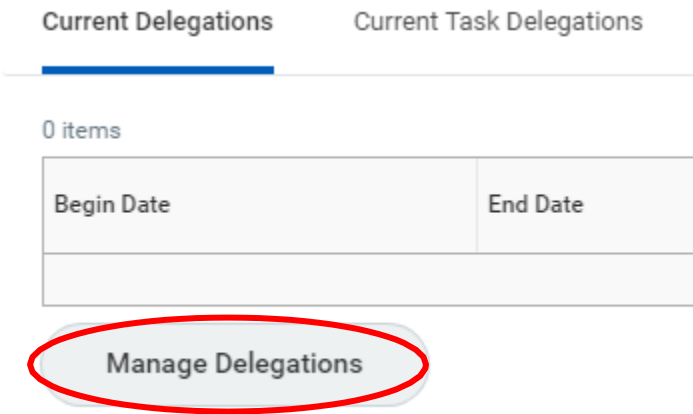 Current Delegations Current Task Delegations
0 items
Begin Date End Date
Manage Delegations